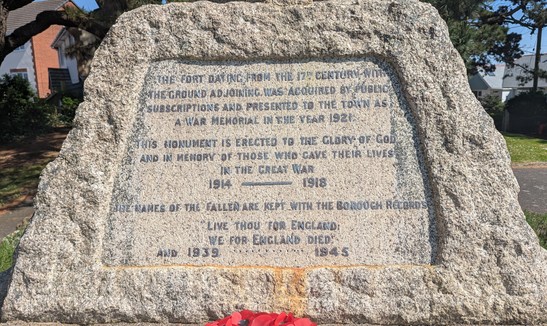 THE FORT DATING FROM THE 17TH CENTURY WITH
THE GROUND ADJOINING WAS ACQUIRED BY PUBLIC
SUBSCRIPTIONS AND PRESENTED TO THE TOWN AS
A WAR MEMORIAL IN THE YEAR 1921.
THIS MONUMENT IS ERECTED TO THE GLORY OF GOD
AND IN MEMORY OF THOSE WHO GAVE THEIR LIVES
IN THE GREAT WAR
1914 ——— 1918
THE NAMES OF THE FALLEN ARE KEPT WITH THE BOROUGH RECORDS
"LIVE THOU FOR ENGLAND:
WE FOR ENGLAND DIED."
AND 1939 ........... 1945